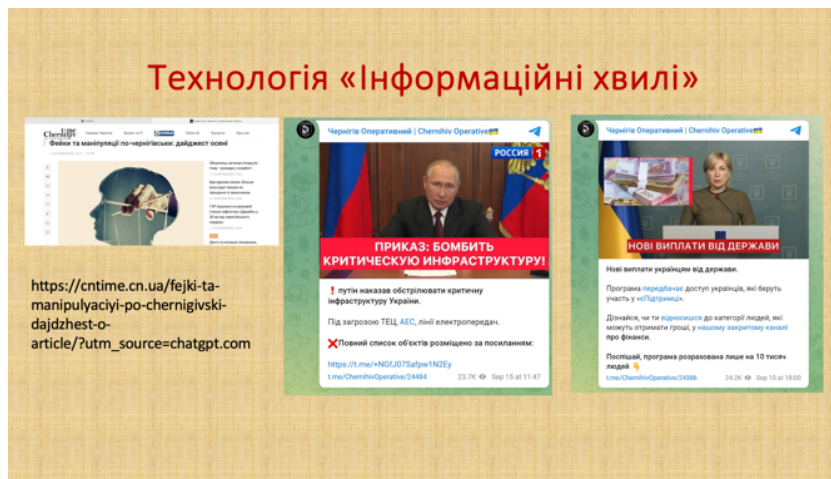 Технологія «Інформаційні хвилі»
Time
Chernihiv
Фейки та маніпуляції по-чернігівськи: дайджест осені
https://cntime.cn.ua/fejki-ta-
manipulyaciyi-po-chernigivski-
dajdzhest-o-
article/?utm_source=chatgpt.com
Чернігів Оперативний | Chernihiv Operative
РОССИЯ 1
ПРИКАЗ: БОМБИТЬ
КРИТИЧЕСКУЮ ИНФРАСТРУКТУРУ!
❗ путін наказав обстрілювати критичну
інфраструктуру України.
Під загрозою ТЕЦ, АЕС, лінії електропередач.
❌Повний список об'єктів розміщено за посиланням:
https://t.me/+NGfJ07Safpw1N2Ey
t.me/ChernihivOperative/24484 23.7K Sep 15 at 11:47
Чернігів Оперативний | Chernihiv Operative
НОВІ ВИПЛАТИ ВІД ДЕРЖАВИ
Нові виплати українцям від держави.
Програма передбачає доступ українців, які беруть
участь у «єПідтримці».
Дізнайся, чи ти відносишся до категорії людей, які
можуть отримати гроші, у нашому закритому каналі
про фінанси.
Поспішай, програма розрахована лише на 10 тисяч
людей 👇
t.me/ChernihivOperative/24386 24.2K Sep 10 at 18:00